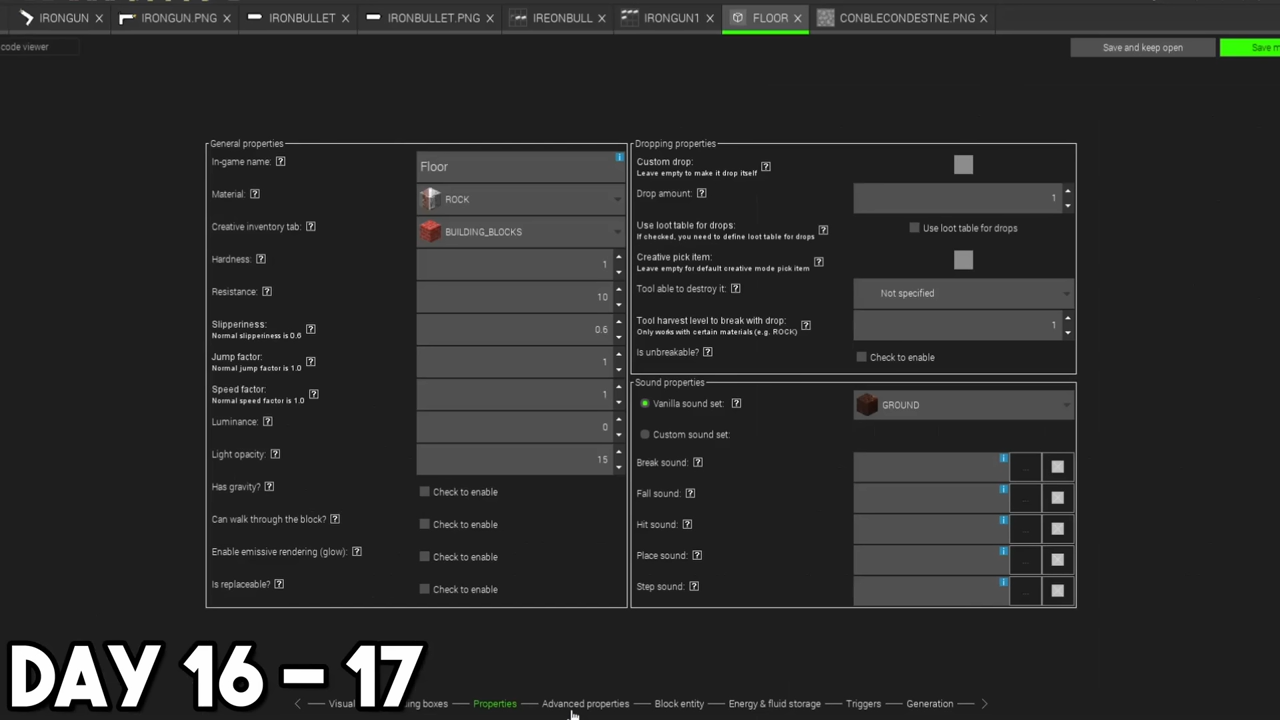 IRONGUN
IRONGUN.PNG
IRONBULLET
IRONBULLET.PNG
IREONBULL
IRONGUN1
FLOOR
CONBLECONDESTNE.PNG
code viewer
Save and keep open
Save m
General properties
In-game name: ?
Floor
Material: ?
ROCK
Creative inventory tab: ?
BUILDING_BLOCKS
Hardness: ?
1
Resistance: ?
10
Slipperiness:
Normal slipperiness is 0.6
?
0.6
Jump factor:
Normal jump factor is 1.0
?
1
Speed factor:
Normal speed factor is 1.0
?
1
Luminance: ?
0
Light opacity: ?
15
Has gravity? ?
Check to enable
Can walk through the block? ?
Check to enable
Enable emissive rendering (glow): ?
Check to enable
Is replaceable? ?
Check to enable
Dropping properties
Custom drop:
Leave empty to make it drop itself
?
Drop amount: ?
1
Use loot table for drops:
If checked, you need to define loot table for drops
?
Use loot table for drops
Creative pick item:
Leave empty for default creative mode pick item
?
Tool able to destroy it: ?
Not specified
Tool harvest level to break with drop:
Only works with certain materials (e.g. ROCK)
?
1
Is unbreakable? ?
Check to enable
Sound properties
Vanilla sound set: ?
GROUND
Custom sound set:
Break sound: ?
...
Fall sound: ?
...
Hit sound: ?
...
Place sound: ?
...
Step sound: ?
...
DAY 16 – 17
Visual
ng boxes
Properties
Advanced properties
Block entity
Energy & fluid storage
Triggers
Generation